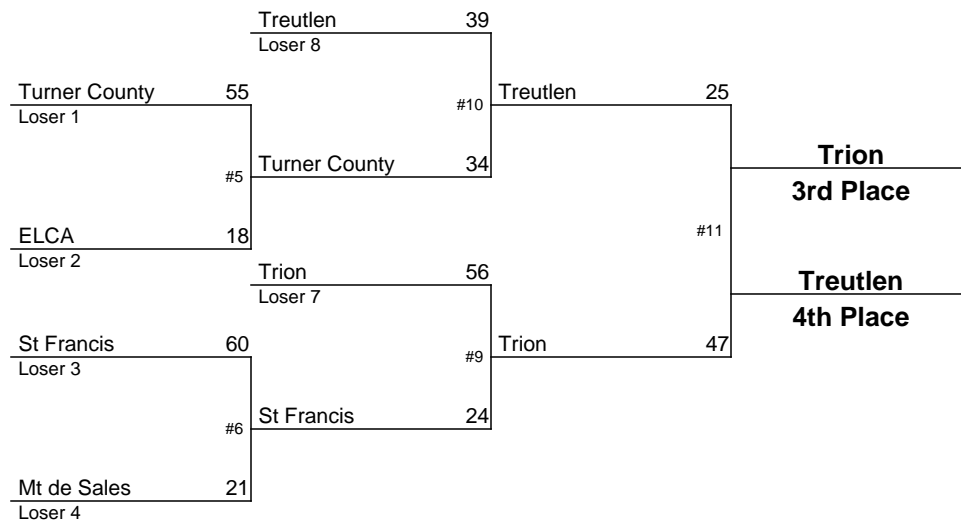 Treutlen 39
Loser 8
Turner County 55
Loser 1
#10
Treutlen 25
Trion
3rd Place
#5
Turner County 34
ELCA 18
Loser 2
#11
Trion 56
Loser 7
Treutlen
4th Place
St Francis 60
Loser 3
#9
Trion 47
#6
St Francis 24
Mt de Sales 21
Loser 4